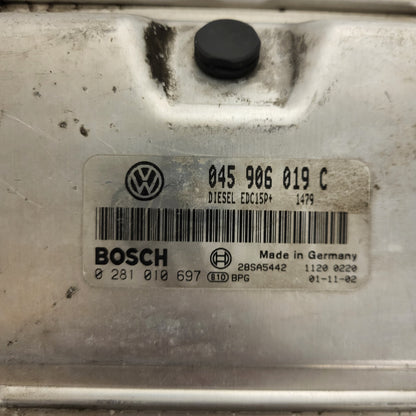 045 906 019 C
DIESEL EDC15P+ 1479
BOSCH
Made in Germany
28SA5442 1120 0220
0 281 010 697 810 BPG 01-11-02